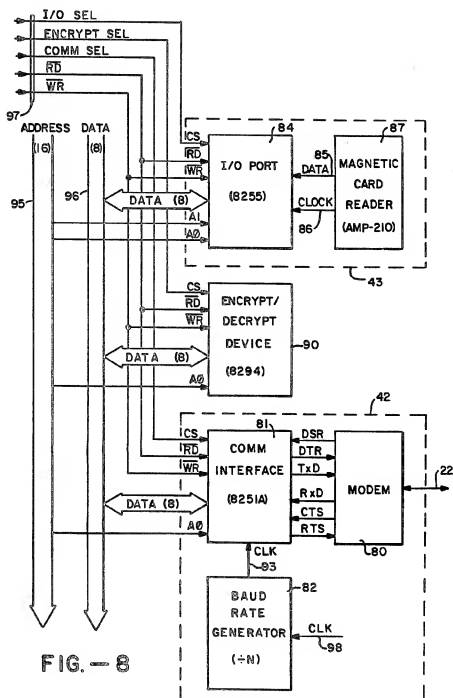 I/O SEL
ENCRYPT SEL
COMM SEL
RD
WR
97
ADDRESS
(16)
DATA
(8)
95
96
84
87
CS
RD
WR
I/O PORT
(8255)
85
DATA
CLOCK
86
MAGNETIC
CARD
READER
(AMP-210)
DATA (8)
A1
A0
43
CS
RD
WR
ENCRYPT/
DECRYPT
DEVICE
(8294)
90
DATA (8)
A0
42
81
CS
RD
WR
COMM
INTERFACE
(8251A)
DSR
DTR
TxD
RxD
CTS
RTS
MODEM
22
80
DATA (8)
A0
CLK
93
82
BAUD
RATE
GENERATOR
(÷N)
CLK
98
FIG.-8